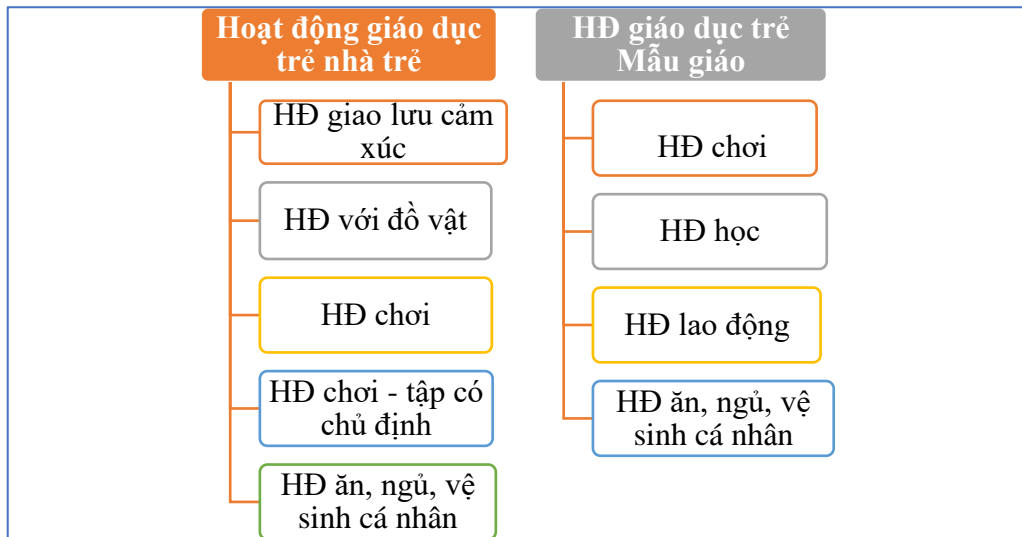 Hoạt động giáo dục
trẻ nhà trẻ
HĐ giao lưu cảm
xúc
HĐ với đồ vật
HĐ chơi
HĐ chơi - tập có
chủ định
HĐ ăn, ngủ, vệ
sinh cá nhân
HĐ giáo dục trẻ
Mẫu giáo
HĐ chơi
HĐ học
HĐ lao động
HĐ ăn, ngủ, vệ
sinh cá nhân